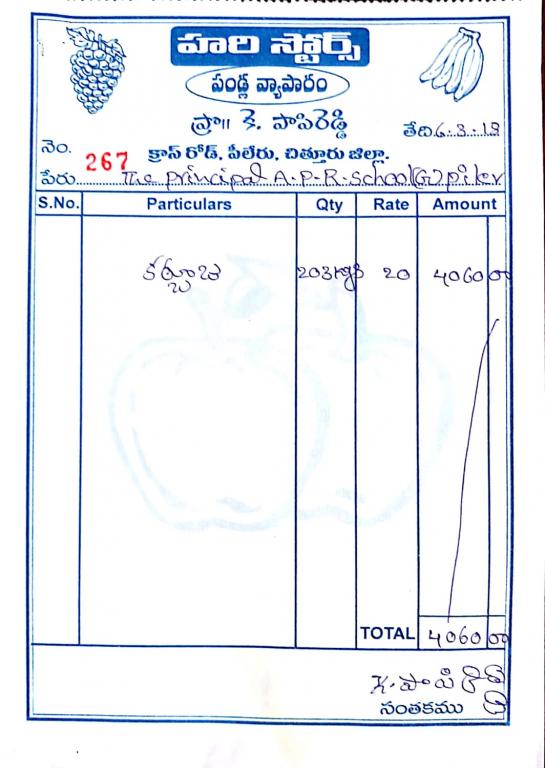 హరి స్టోర్స్
పండ్ల వ్యాపారం
ప్రొ॥ కె. పాపిరెడ్డి
తేది 6.3.18
నెం. 267 క్రాస్ రోడ్, పీలేరు, చిత్తూరు జిల్లా.
పేరు The principal A.P.R.school(G) piler
S.No. Particulars Qty Rate Amount
కర్బూజ 203 20 4060 00
TOTAL 4060 00
K. పాపిరెడ్డి
సంతకము